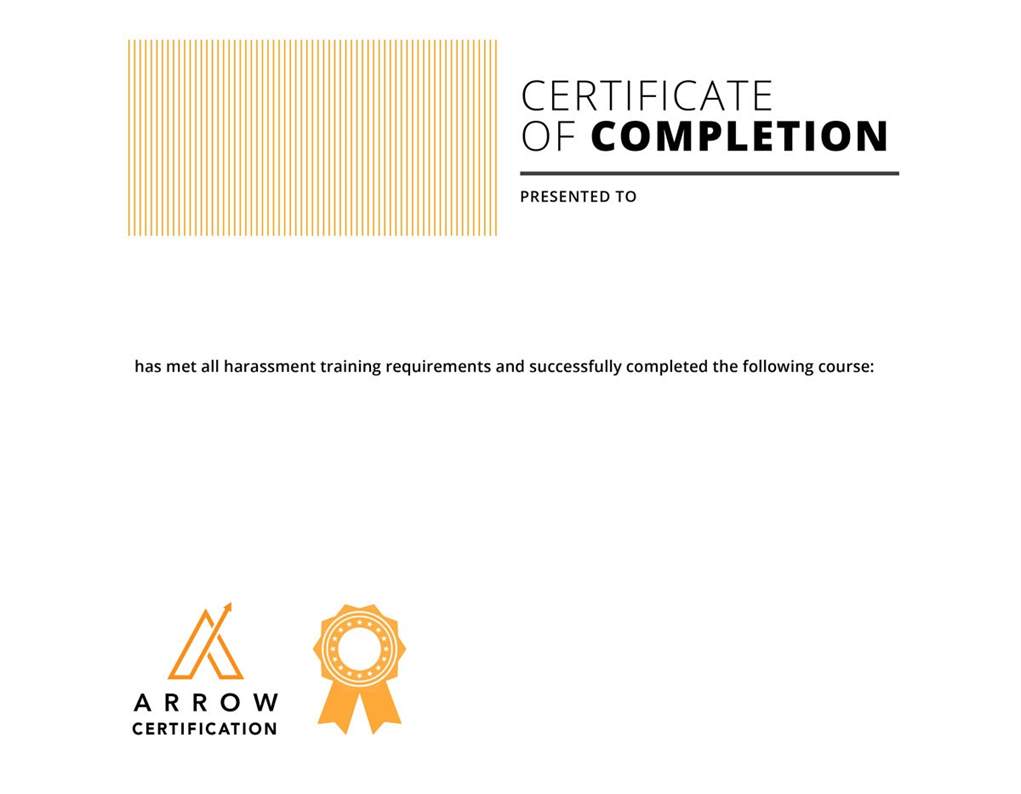 CERTIFICATE
OF COMPLETION
PRESENTED TO
has met all harassment training requirements and successfully completed the following course:
ARROW
CERTIFICATION